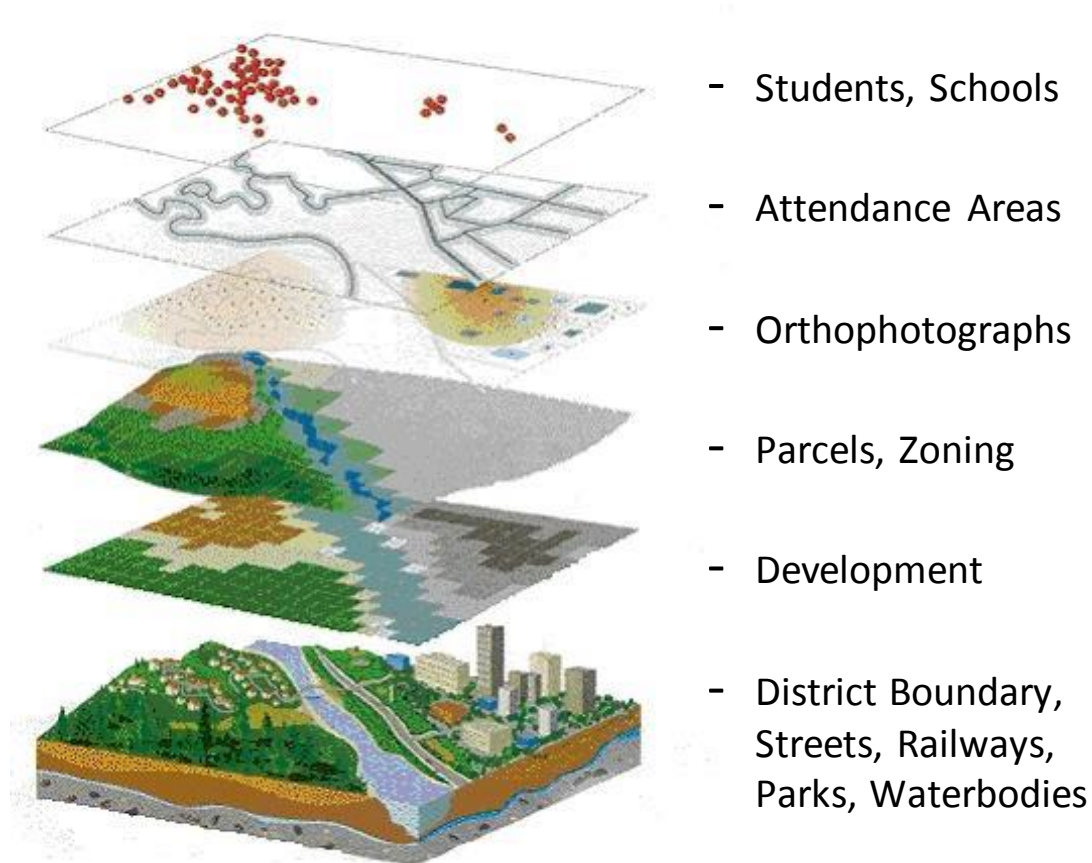 - Students, Schools
- Attendance Areas
- Orthophotographs
- Parcels, Zoning
- Development
- District Boundary,
Streets, Railways,
Parks, Waterbodies